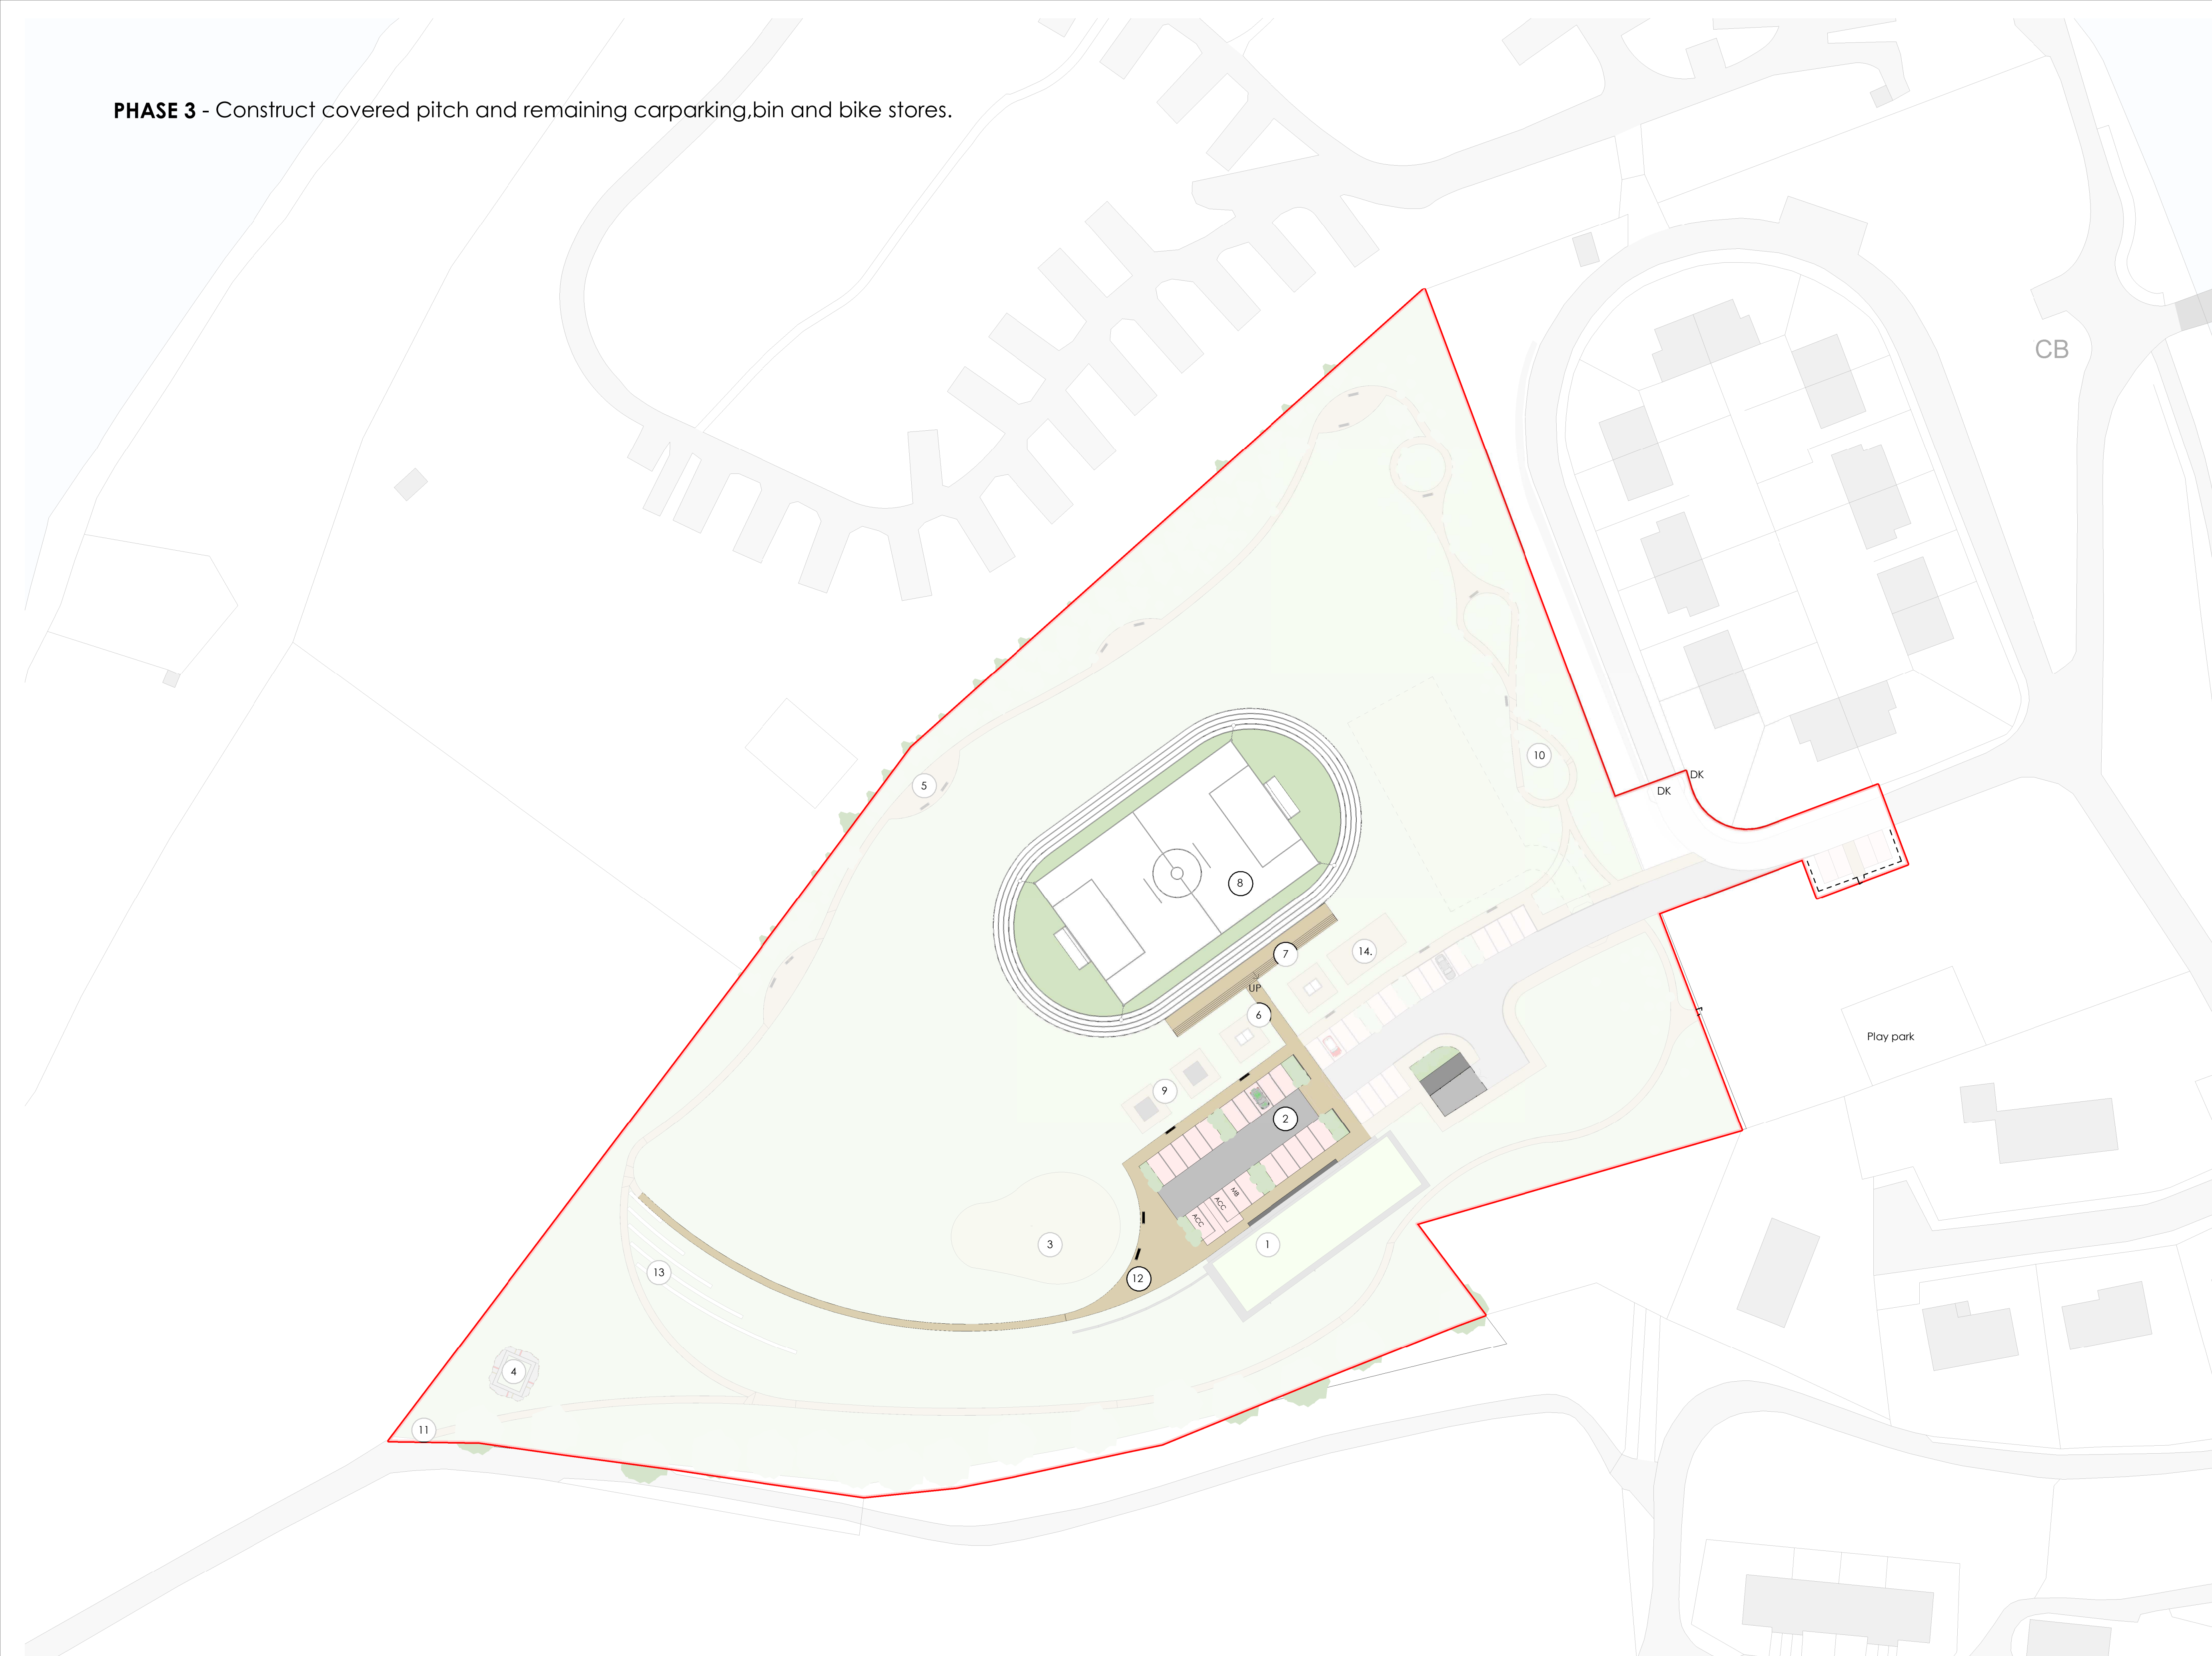 PHASE 3 - Construct covered pitch and remaining carparking,bin and bike stores.
CB
10
DK
DK
5
8
7
14.
UP
6
Play park
9
2
MB
ACC
ACC
3
1
13
12
4
11